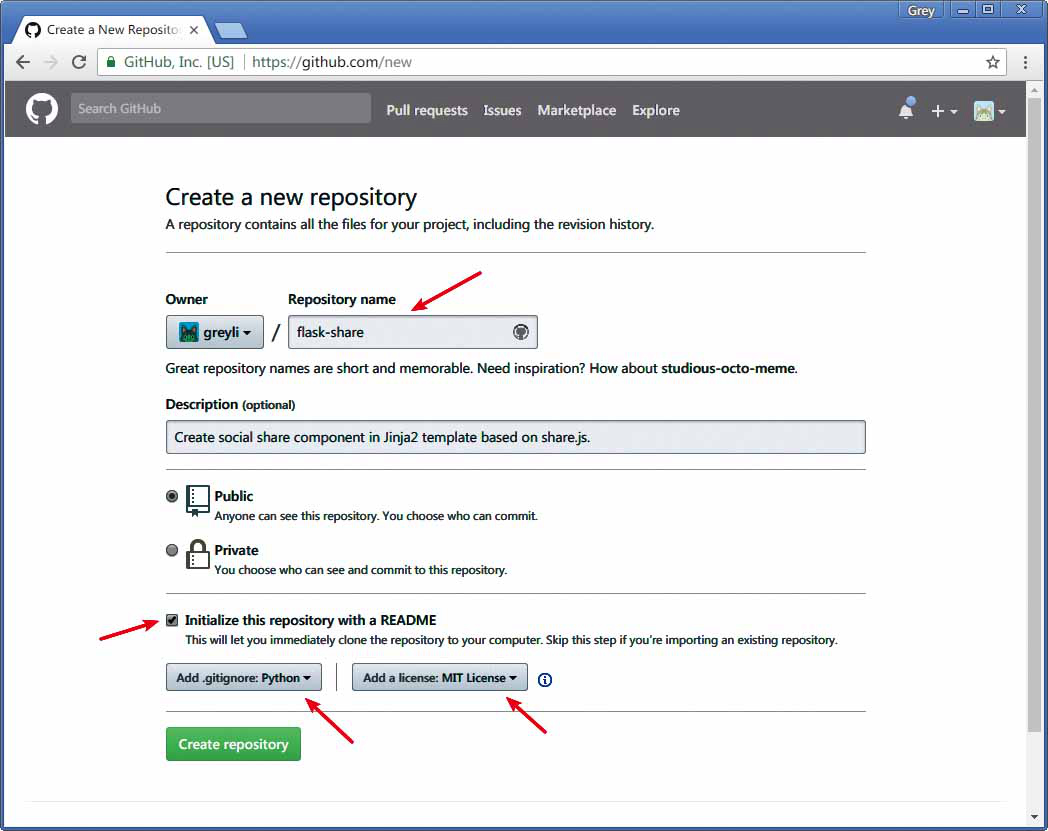 Grey
Create a New Reposito
GitHub, Inc. [US] https://github.com/new
Search GitHub Pull requests Issues Marketplace Explore
Create a new repository
A repository contains all the files for your project, including the revision history.
Owner Repository name
greyli / flask-share
Great repository names are short and memorable. Need inspiration? How about studious-octo-meme.
Description (optional)
Create social share component in Jinja2 template based on share.js.
Public
Anyone can see this repository. You choose who can commit.
Private
You choose who can see and commit to this repository.
Initialize this repository with a README
This will let you immediately clone the repository to your computer. Skip this step if you're importing an existing repository.
Add .gitignore: Python Add a license: MIT License
Create repository